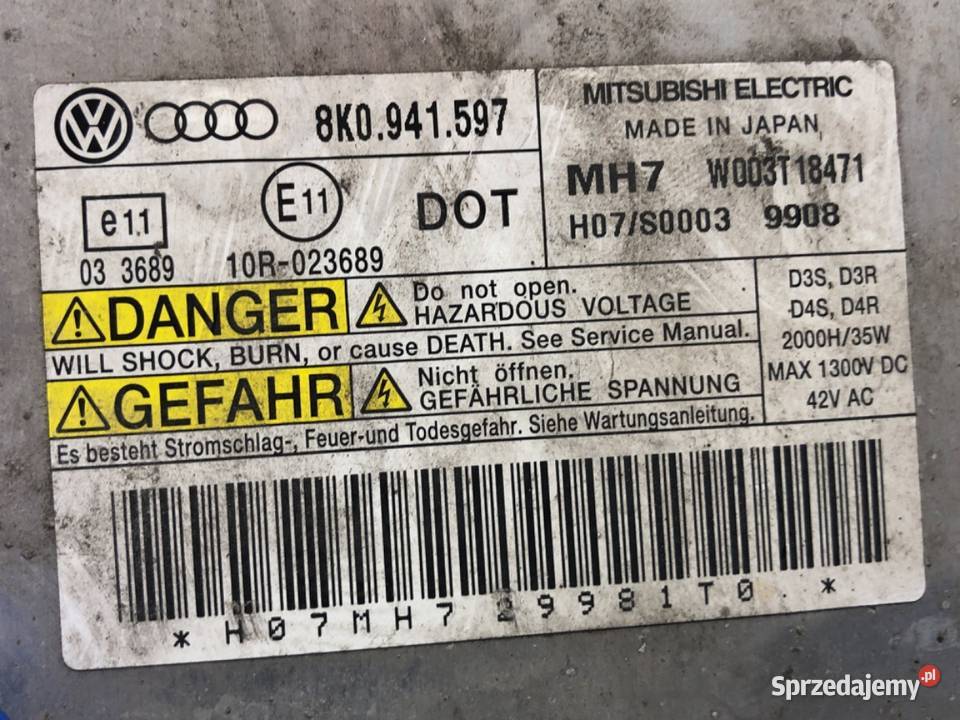 8K0.941.597
MITSUBISHI ELECTRIC
MADE IN JAPAN
MH7 W003T18471
H07/S0003 9908
e 1.1
E11
DOT
03 3689
10R-023689
DANGER
Do not open.
HAZARDOUS VOLTAGE
WILL SHOCK, BURN, or cause DEATH. See Service Manual.
GEFAHR
Nicht öffnen.
GEFÄHRLICHE SPANNUNG
Es besteht Stromschlag-, Feuer-und Todesgefahr. Siehe Wartungsanleitung.
D3S, D3R
D4S, D4R
2000H/35W
MAX 1300V DC
42V AC
* H07MH7 29981T0 *
Sprzedajemy.pl